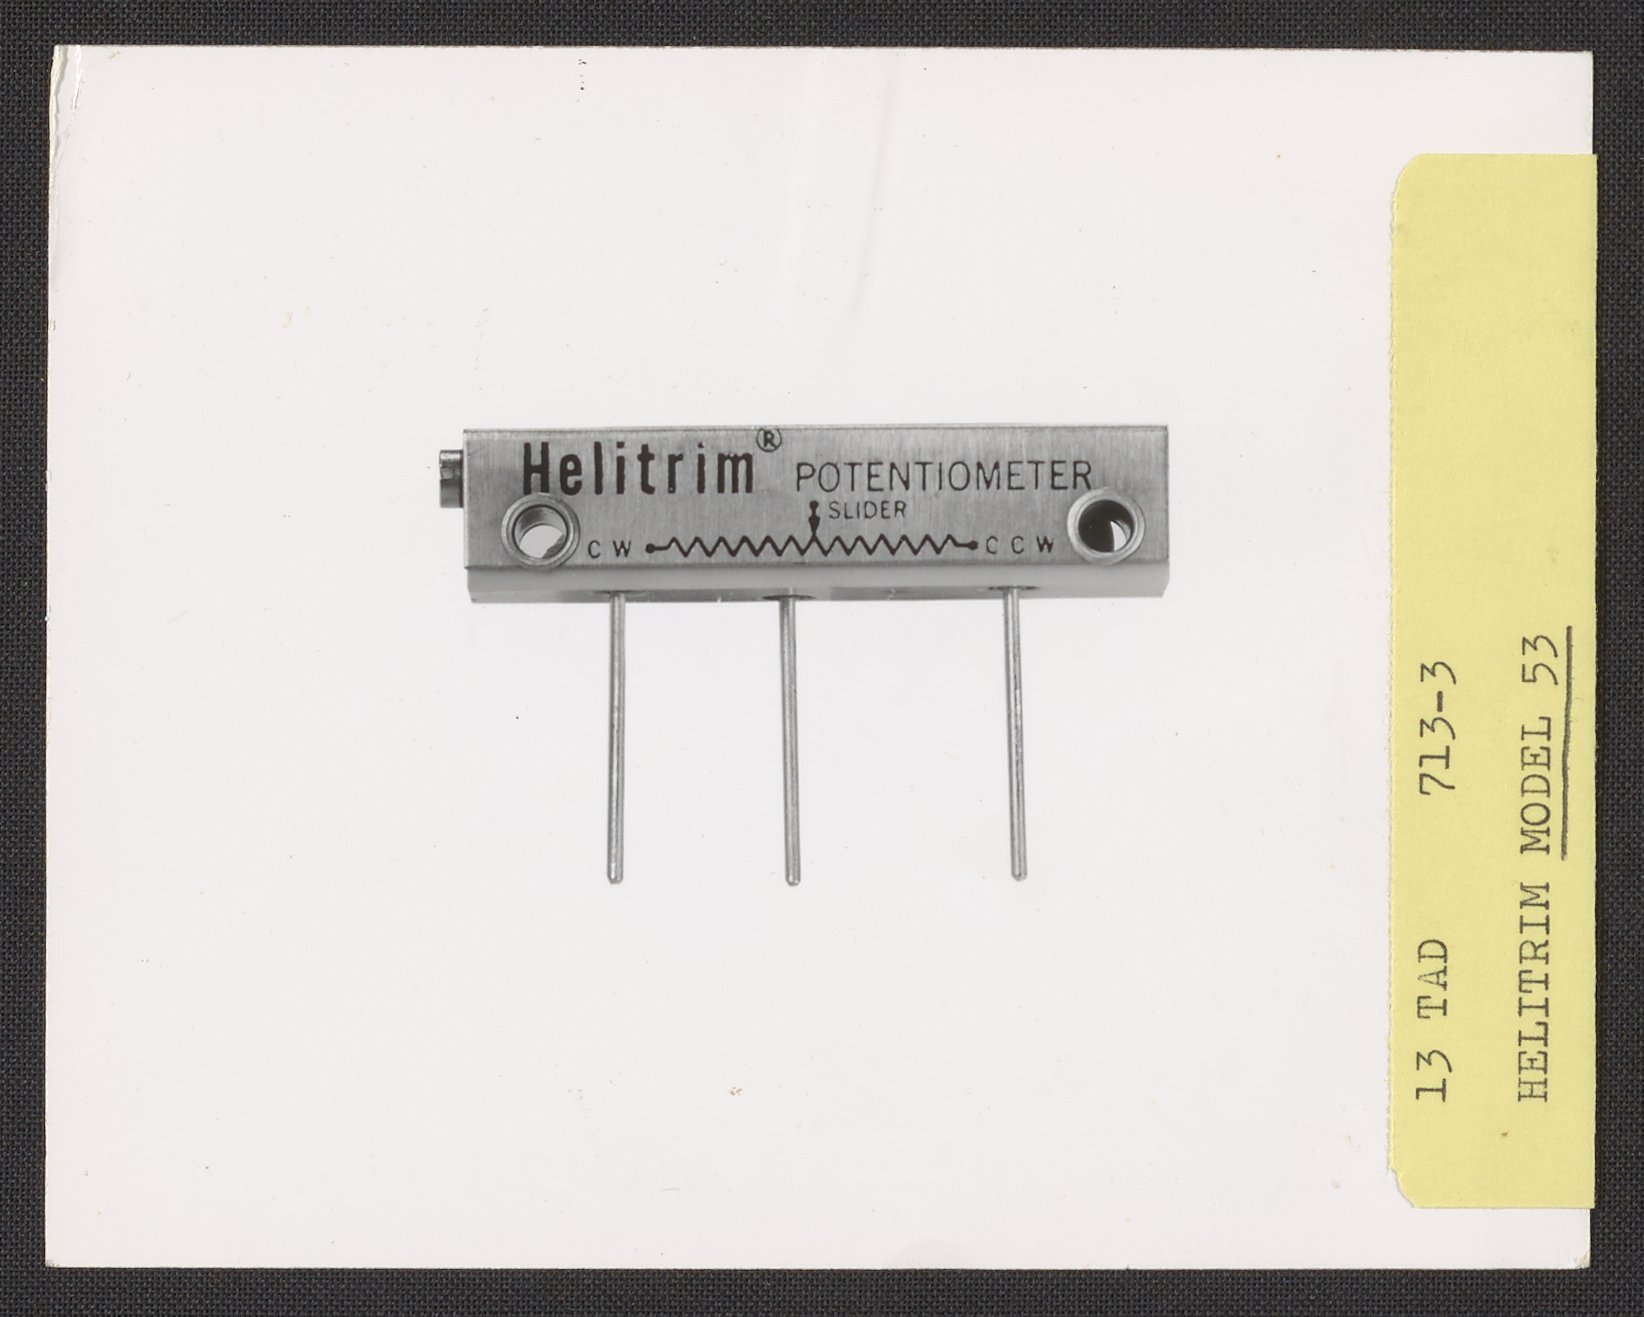 Helitrim® POTENTIOMETER
SLIDER
CW CCW
13 TAD 713-3
HELITRIM MODEL 53